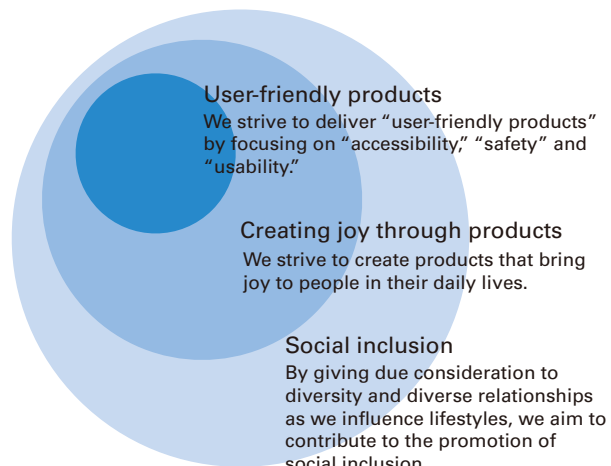 User-friendly products
We strive to deliver “user-friendly products”
by focusing on “accessibility,” “safety” and
“usability.”
Creating joy through products
We strive to create products that bring
joy to people in their daily lives.
Social inclusion
By giving due consideration to
diversity and diverse relationships
as we influence lifestyles, we aim to
contribute to the promotion of
social inclusion